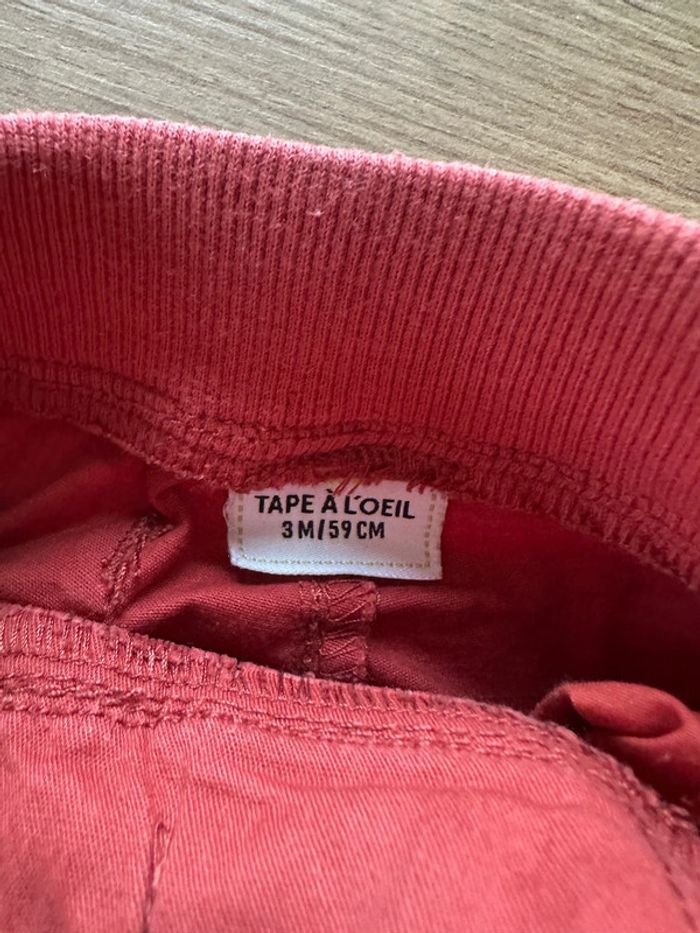 TAPE À L'OEIL
3 M/59 CM